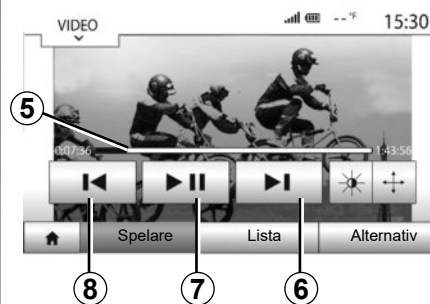 VIDEO
--°F 15:30
5
0:07:36 1:43:56
Spelare Lista Alternativ
8 7 6